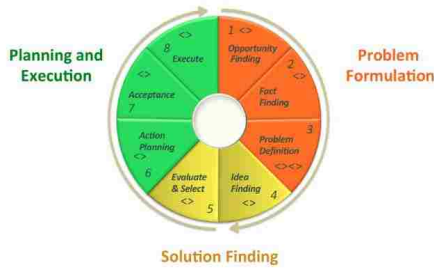 Planning and
Execution
Problem
Formulation
Solution Finding
1 <>
Opportunity
Finding
2
<>
Fact
Finding
3
Problem
Definition
<><>
Idea
Finding
<> 4
Evaluate
& Select
<> 5
Action
Planning
<>
6
<>
Acceptance
7
8 <>
Execute